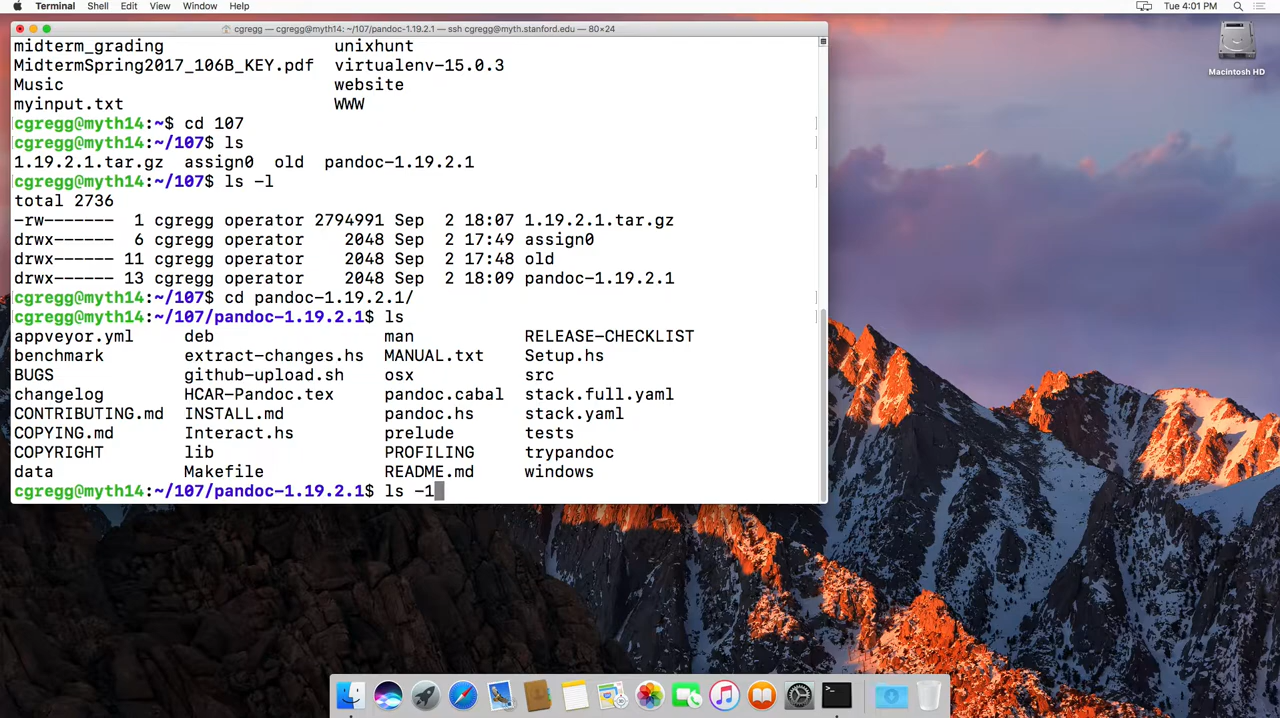 Terminal Shell Edit View Window Help Tue 4:01 PM
cgregg — cgregg@myth14: ~/107/pandoc-1.19.2.1 — ssh cgregg@myth.stanford.edu — 80×24
Macintosh HD
midterm_grading unixhunt
MidtermSpring2017_106B_KEY.pdf virtualenv-15.0.3
Music website
myinput.txt WWW
cgregg@myth14:~$ cd 107
cgregg@myth14:~/107$ ls
1.19.2.1.tar.gz assign0 old pandoc-1.19.2.1
cgregg@myth14:~/107$ ls -l
total 2736
-rw------- 1 cgregg operator 2794991 Sep 2 18:07 1.19.2.1.tar.gz
drwx------ 6 cgregg operator 2048 Sep 2 17:49 assign0
drwx------ 11 cgregg operator 2048 Sep 2 17:48 old
drwx------ 13 cgregg operator 2048 Sep 2 18:09 pandoc-1.19.2.1
cgregg@myth14:~/107$ cd pandoc-1.19.2.1/
cgregg@myth14:~/107/pandoc-1.19.2.1$ ls
appveyor.yml deb man RELEASE-CHECKLIST
benchmark extract-changes.hs MANUAL.txt Setup.hs
BUGS github-upload.sh osx src
changelog HCAR-Pandoc.tex pandoc.cabal stack.full.yaml
CONTRIBUTING.md INSTALL.md pandoc.hs stack.yaml
COPYING.md Interact.hs prelude tests
COPYRIGHT lib PROFILING trypandoc
data Makefile README.md windows
cgregg@myth14:~/107/pandoc-1.19.2.1$ ls -1